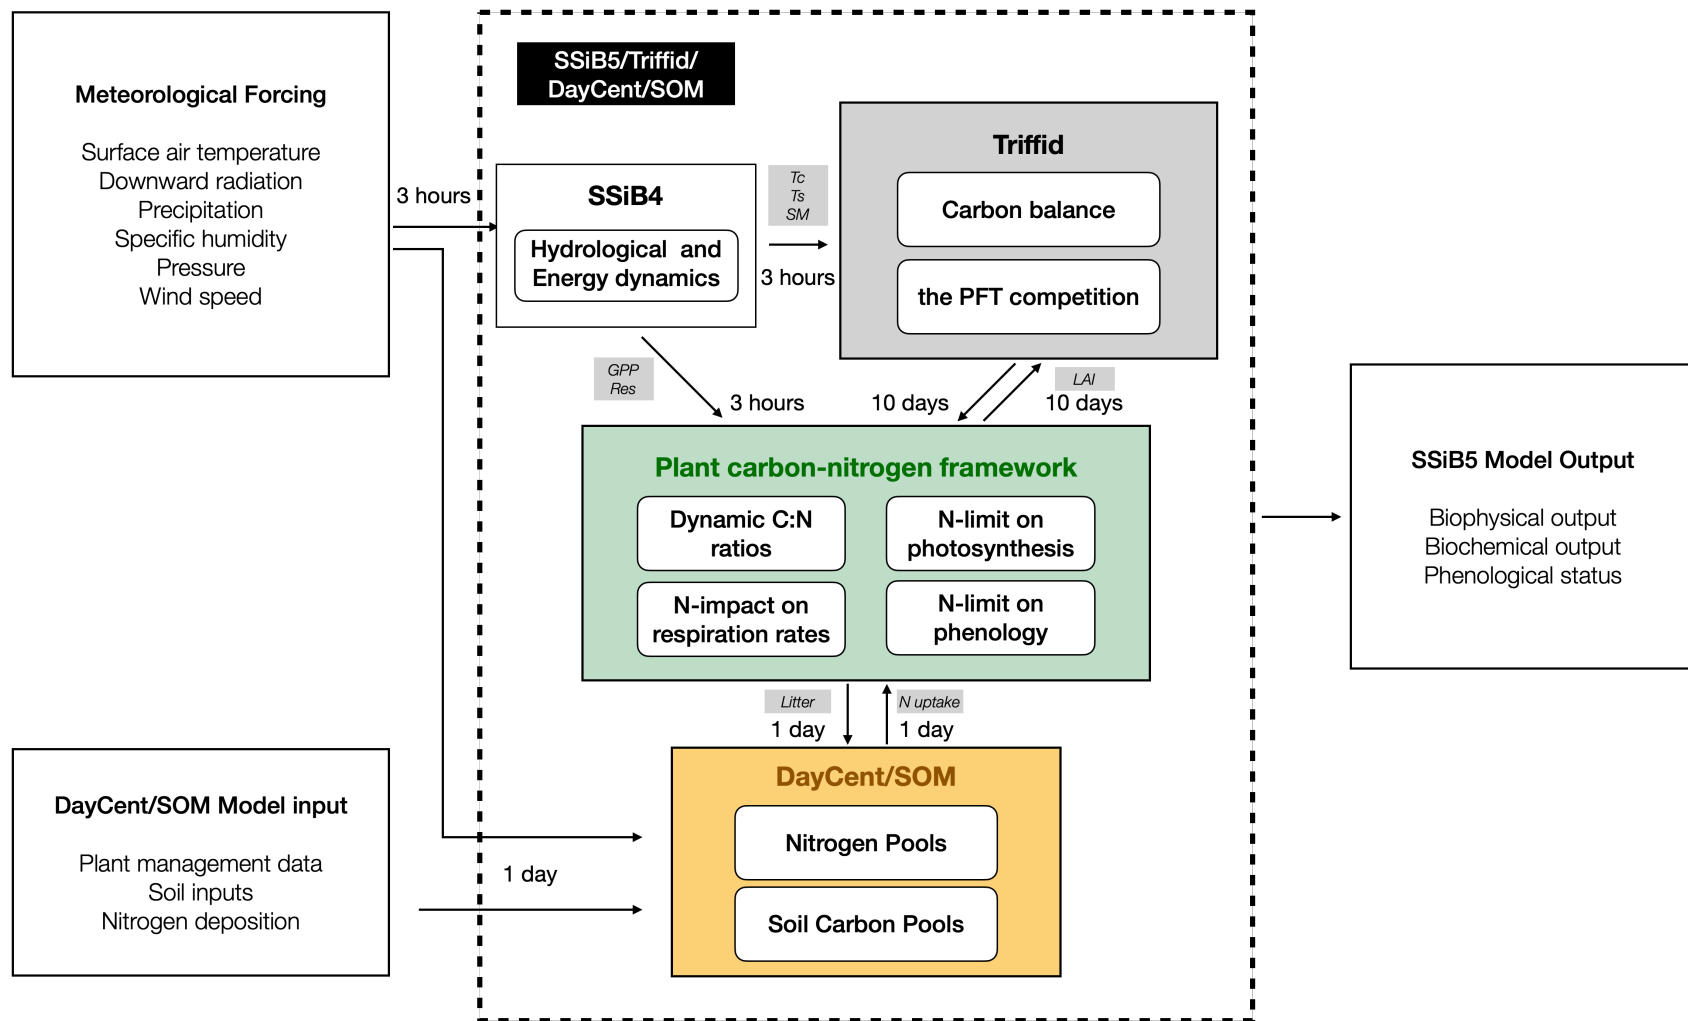 Meteorological Forcing
Surface air temperature
Downward radiation
Precipitation
Specific humidity
Pressure
Wind speed
3 hours
SSiB5/Triffid/
DayCent/SOM
SSiB4
Hydrological and
Energy dynamics
Tc
Ts
SM
3 hours
Triffid
Carbon balance
the PFT competition
GPP
Res
3 hours
10 days
LAI
10 days
Plant carbon-nitrogen framework
Dynamic C:N
ratios
N-limit on
photosynthesis
N-impact on
respiration rates
N-limit on
phenology
Litter
1 day
N uptake
1 day
DayCent/SOM
Nitrogen Pools
Soil Carbon Pools
DayCent/SOM Model input
Plant management data
Soil inputs
Nitrogen deposition
1 day
SSiB5 Model Output
Biophysical output
Biochemical output
Phenological status